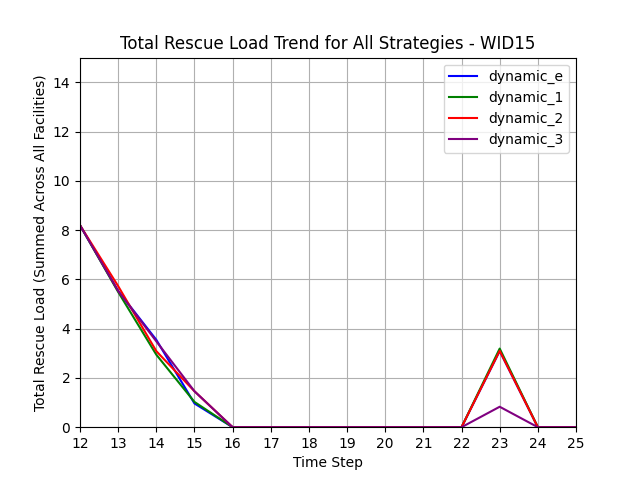 Total Rescue Load Trend for All Strategies - WID15
Total Rescue Load (Summed Across All Facilities)
14
12
10
8
6
4
2
0
dynamic_e
dynamic_1
dynamic_2
dynamic_3
12 13 14 15 16 17 18 19 20 21 22 23 24 25
Time Step